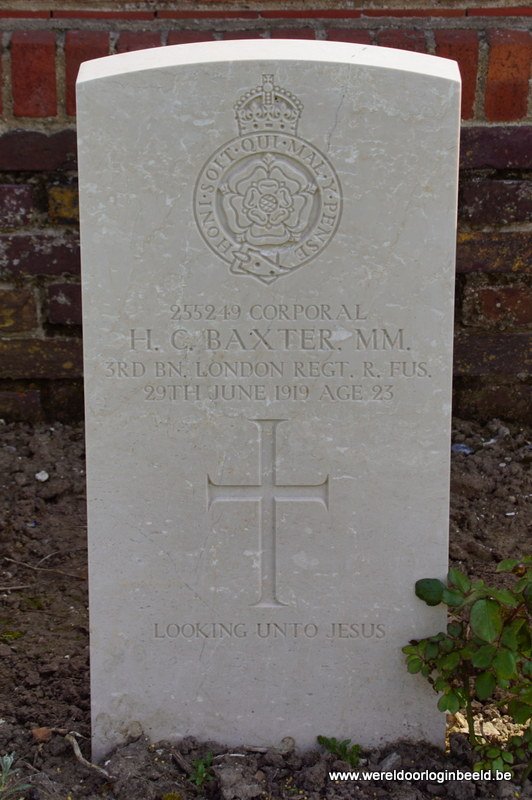 HONI·SOIT·QUI·MAL·Y·PENSE
255249 CORPORAL
H. C. BAXTER. MM.
3RD BN. LONDON REGT. R. FUS.
29TH JUNE 1919 AGE 23
LOOKING UNTO JESUS
www.wereldoorloginbeeld.be